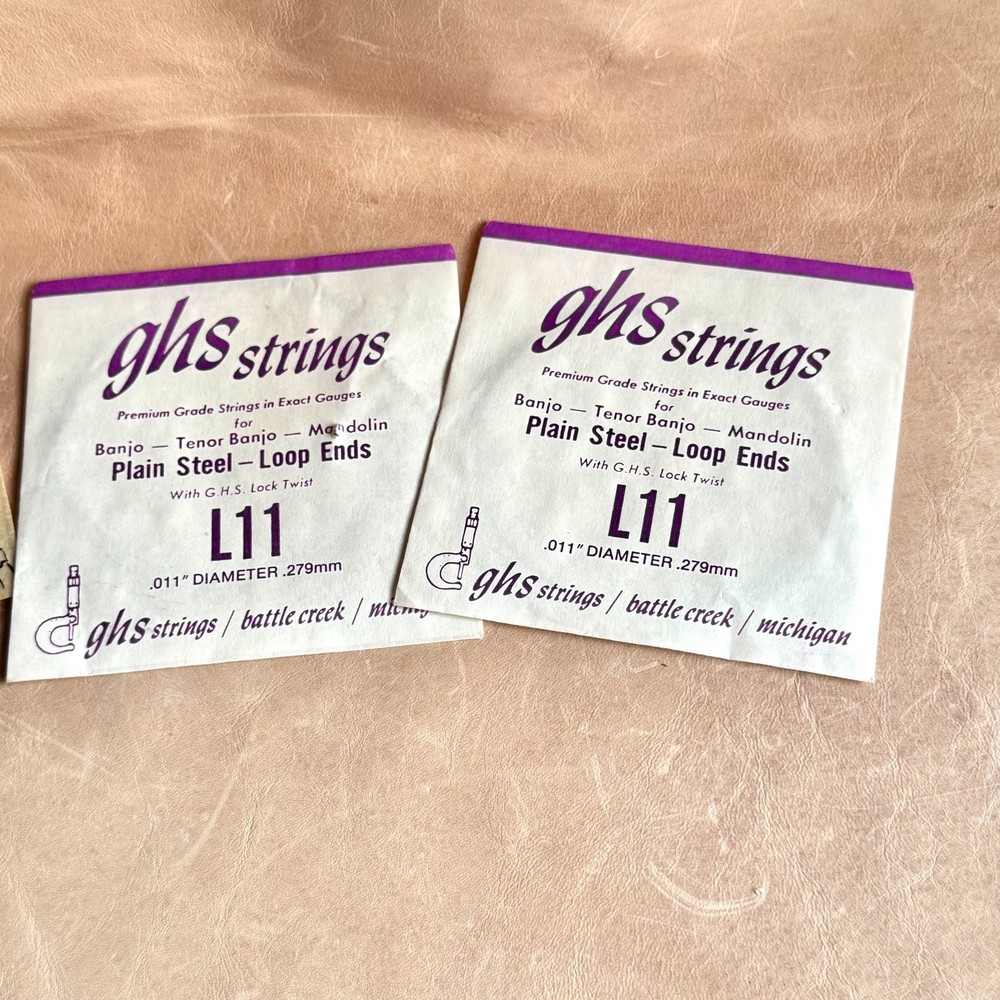 ghs strings
Premium Grade Strings in Exact Gauges
for
Banjo — Tenor Banjo — Mandolin
Plain Steel — Loop Ends
With G.H.S. Lock Twist
L11
.011" DIAMETER .279mm
ghs strings / battle creek /
ghs strings
Premium Grade Strings in Exact Gauges
for
Banjo — Tenor Banjo — Mandolin
Plain Steel — Loop Ends
With G.H.S. Lock Twist
L11
.011" DIAMETER .279mm
ghs strings / battle creek / michigan